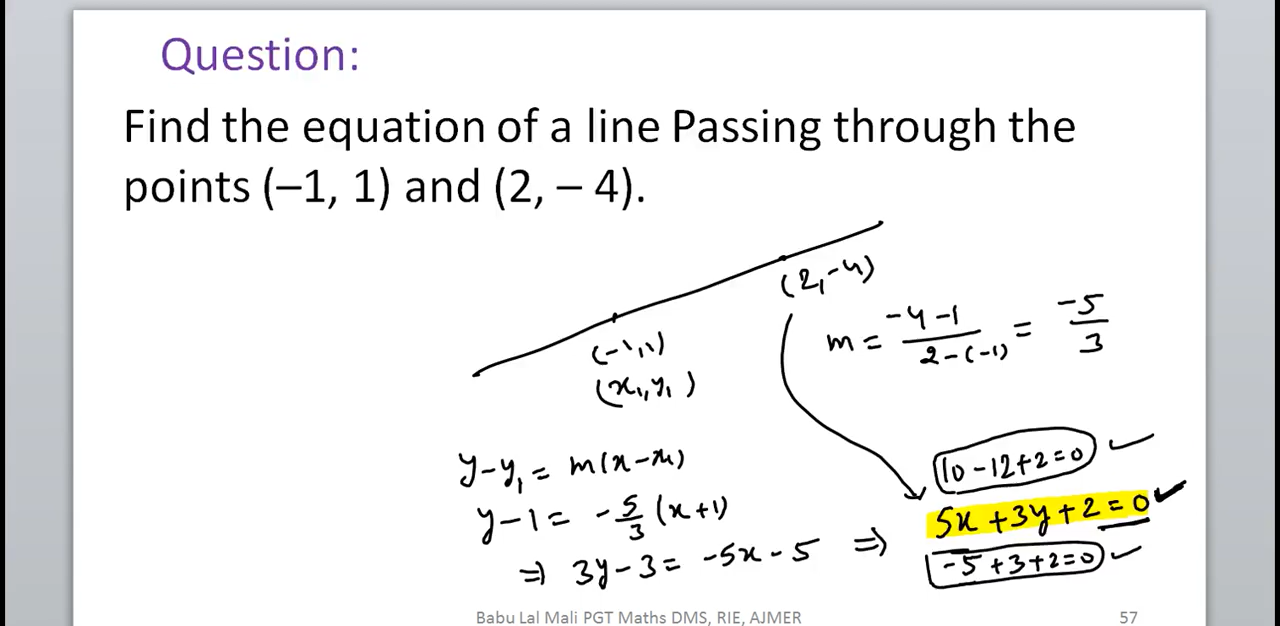 Question:
Find the equation of a line Passing through the
points (–1, 1) and (2, – 4).
(2, -4)
m = -4 -1 / 2-(-1) = -5/3
(-1, 1)
(x₁, y₁)
10 -12+2=0
y-y₁ = m(x-x₁)
5x +3y+2=0
y-1= -5/3 (x+1)
-5+3+2=0
⇒ 3y-3= -5x-5 ⇒
Babu Lal Mali PGT Maths DMS, RIE, AJMER
57